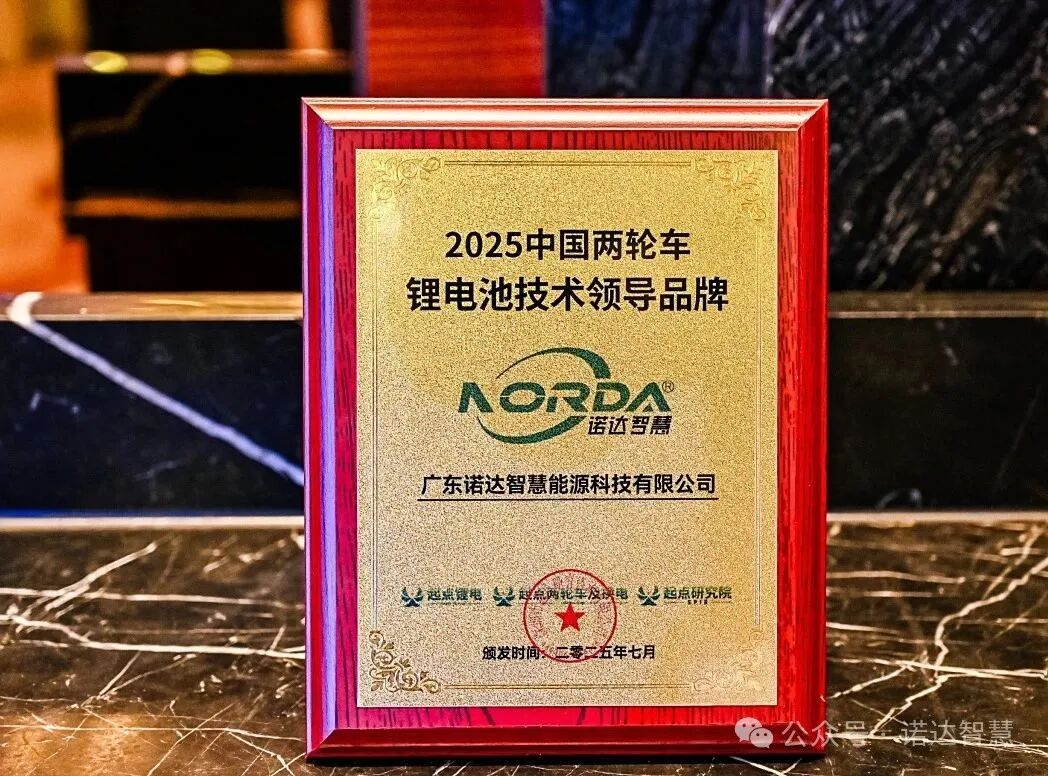 2025中国两轮车
锂电池技术领导品牌
NORDA®
诺达智慧
广东诺达智慧能源科技有限公司
起点锂电 起点两轮车及换电 起点研究院
SPIR
颁发时间：二零二五年七月
公众号·诺达智慧